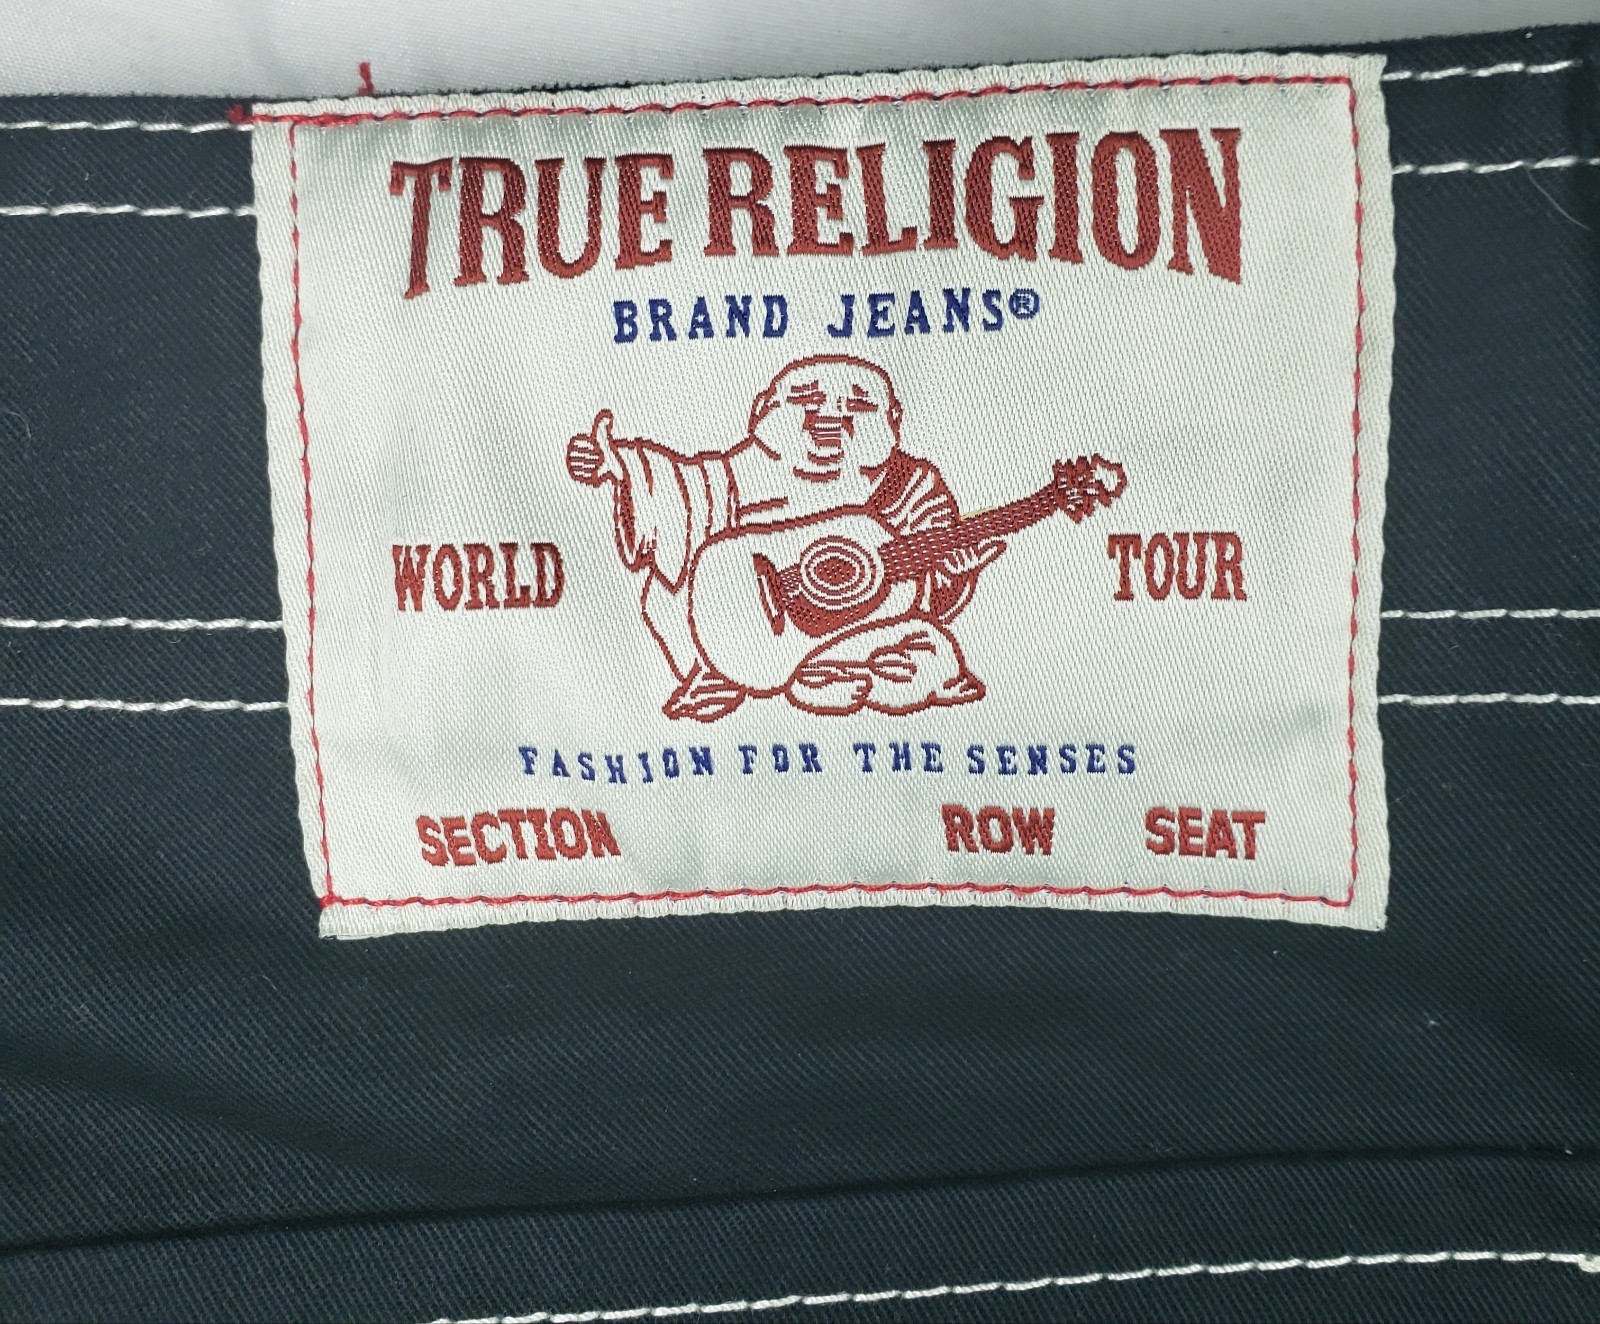 TRUE RELIGION
BRAND JEANS®
WORLD TOUR
FASHION FOR THE SENSES
SECTION ROW SEAT